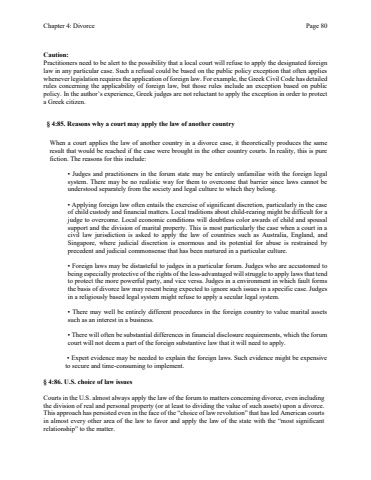 Chapter 4: Divorce Page 80
Caution:
Practitioners need to be alert to the possibility that a local court will refuse to apply the designated foreign
law in any particular case. Such a refusal could be based on the public policy exception that often applies
whenever legislation requires the application of foreign law. For example, the Greek Civil Code has detailed
rules concerning the applicability of foreign law, but those rules include an exception based on public
policy. In the author's experience, Greek judges are not reluctant to apply the exception in order to protect
a Greek citizen.
§ 4:85. Reasons why a court may apply the law of another country
When a court applies the law of another country in a divorce case, it theoretically produces the same
result that would be reached if the case were brought in the other country courts. In reality, this is pure
fiction. The reasons for this include:
• Judges and practitioners in the forum state may be entirely unfamiliar with the foreign legal
system. There may be no realistic way for them to overcome that barrier since laws cannot be
understood separately from the society and legal culture to which they belong.
• Applying foreign law often entails the exercise of significant discretion, particularly in the case
of child custody and financial matters. Local traditions about child-rearing might be difficult for a
judge to overcome. Local economic conditions will doubtless color awards of child and spousal
support and the division of marital property. This is most particularly the case when a court in a
civil law jurisdiction is asked to apply the law of countries such as Australia, England, and
Singapore, where judicial discretion is enormous and its potential for abuse is restrained by
precedent and judicial commonsense that has been nurtured in a particular culture.
• Foreign laws may be distasteful to judges in a particular forum. Judges who are accustomed to
being especially protective of the rights of the less-advantaged will struggle to apply laws that tend
to protect the more powerful party, and vice versa. Judges in a environment in which fault forms
the basis of divorce law may resent being expected to ignore such issues in a specific case. Judges
in a religiously based legal system might refuse to apply a secular legal system.
• There may well be entirely different procedures in the foreign country to value marital assets
such as an interest in a business.
• There will often be substantial differences in financial disclosure requirements, which the forum
court will not deem a part of the foreign substantive law that it will need to apply.
• Expert evidence may be needed to explain the foreign laws. Such evidence might be expensive
to secure and time-consuming to implement.
§ 4:86. U.S. choice of law issues
Courts in the U.S. almost always apply the law of the forum to matters concerning divorce, even including
the division of real and personal property (or at least to dividing the value of such assets) upon a divorce.
This approach has persisted even in the face of the "choice of law revolution" that has led American courts
in almost every other area of the law to favor and apply the law of the state with the "most significant
relationship" to the matter.